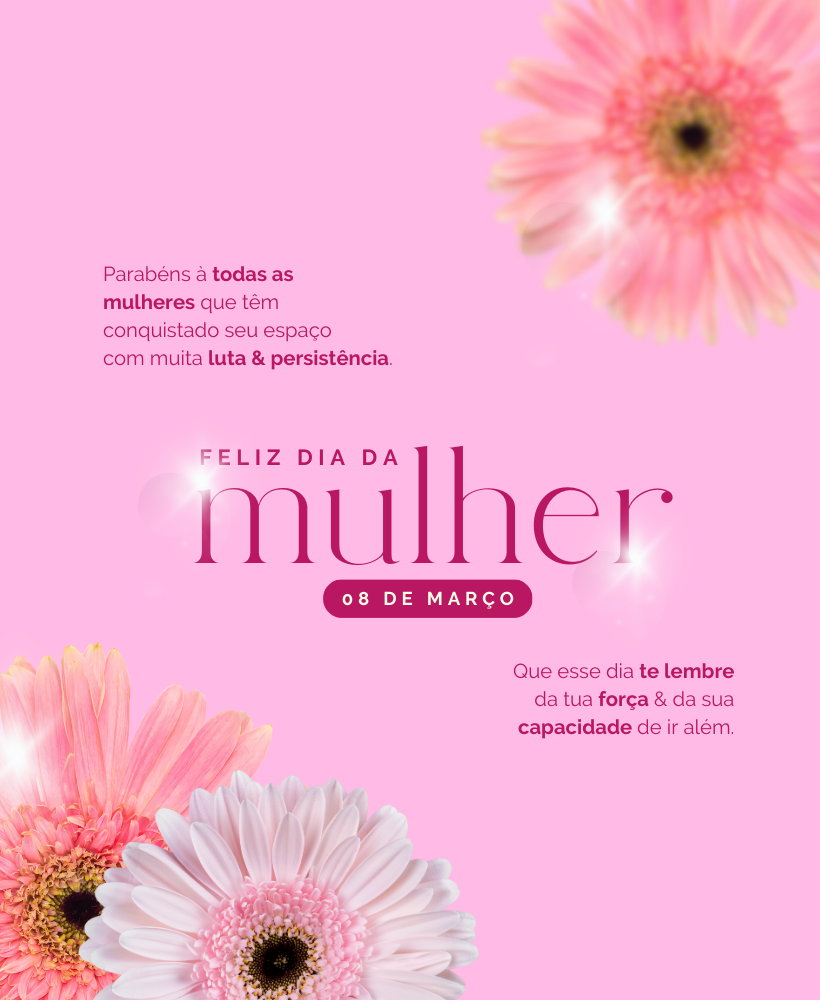 Parabéns à todas as
mulheres que têm
conquistado seu espaço
com muita luta & persistência.
FELIZ DIA DA
mulher
08 DE MARÇO
Que esse dia te lembre
da tua força & da sua
capacidade de ir além.